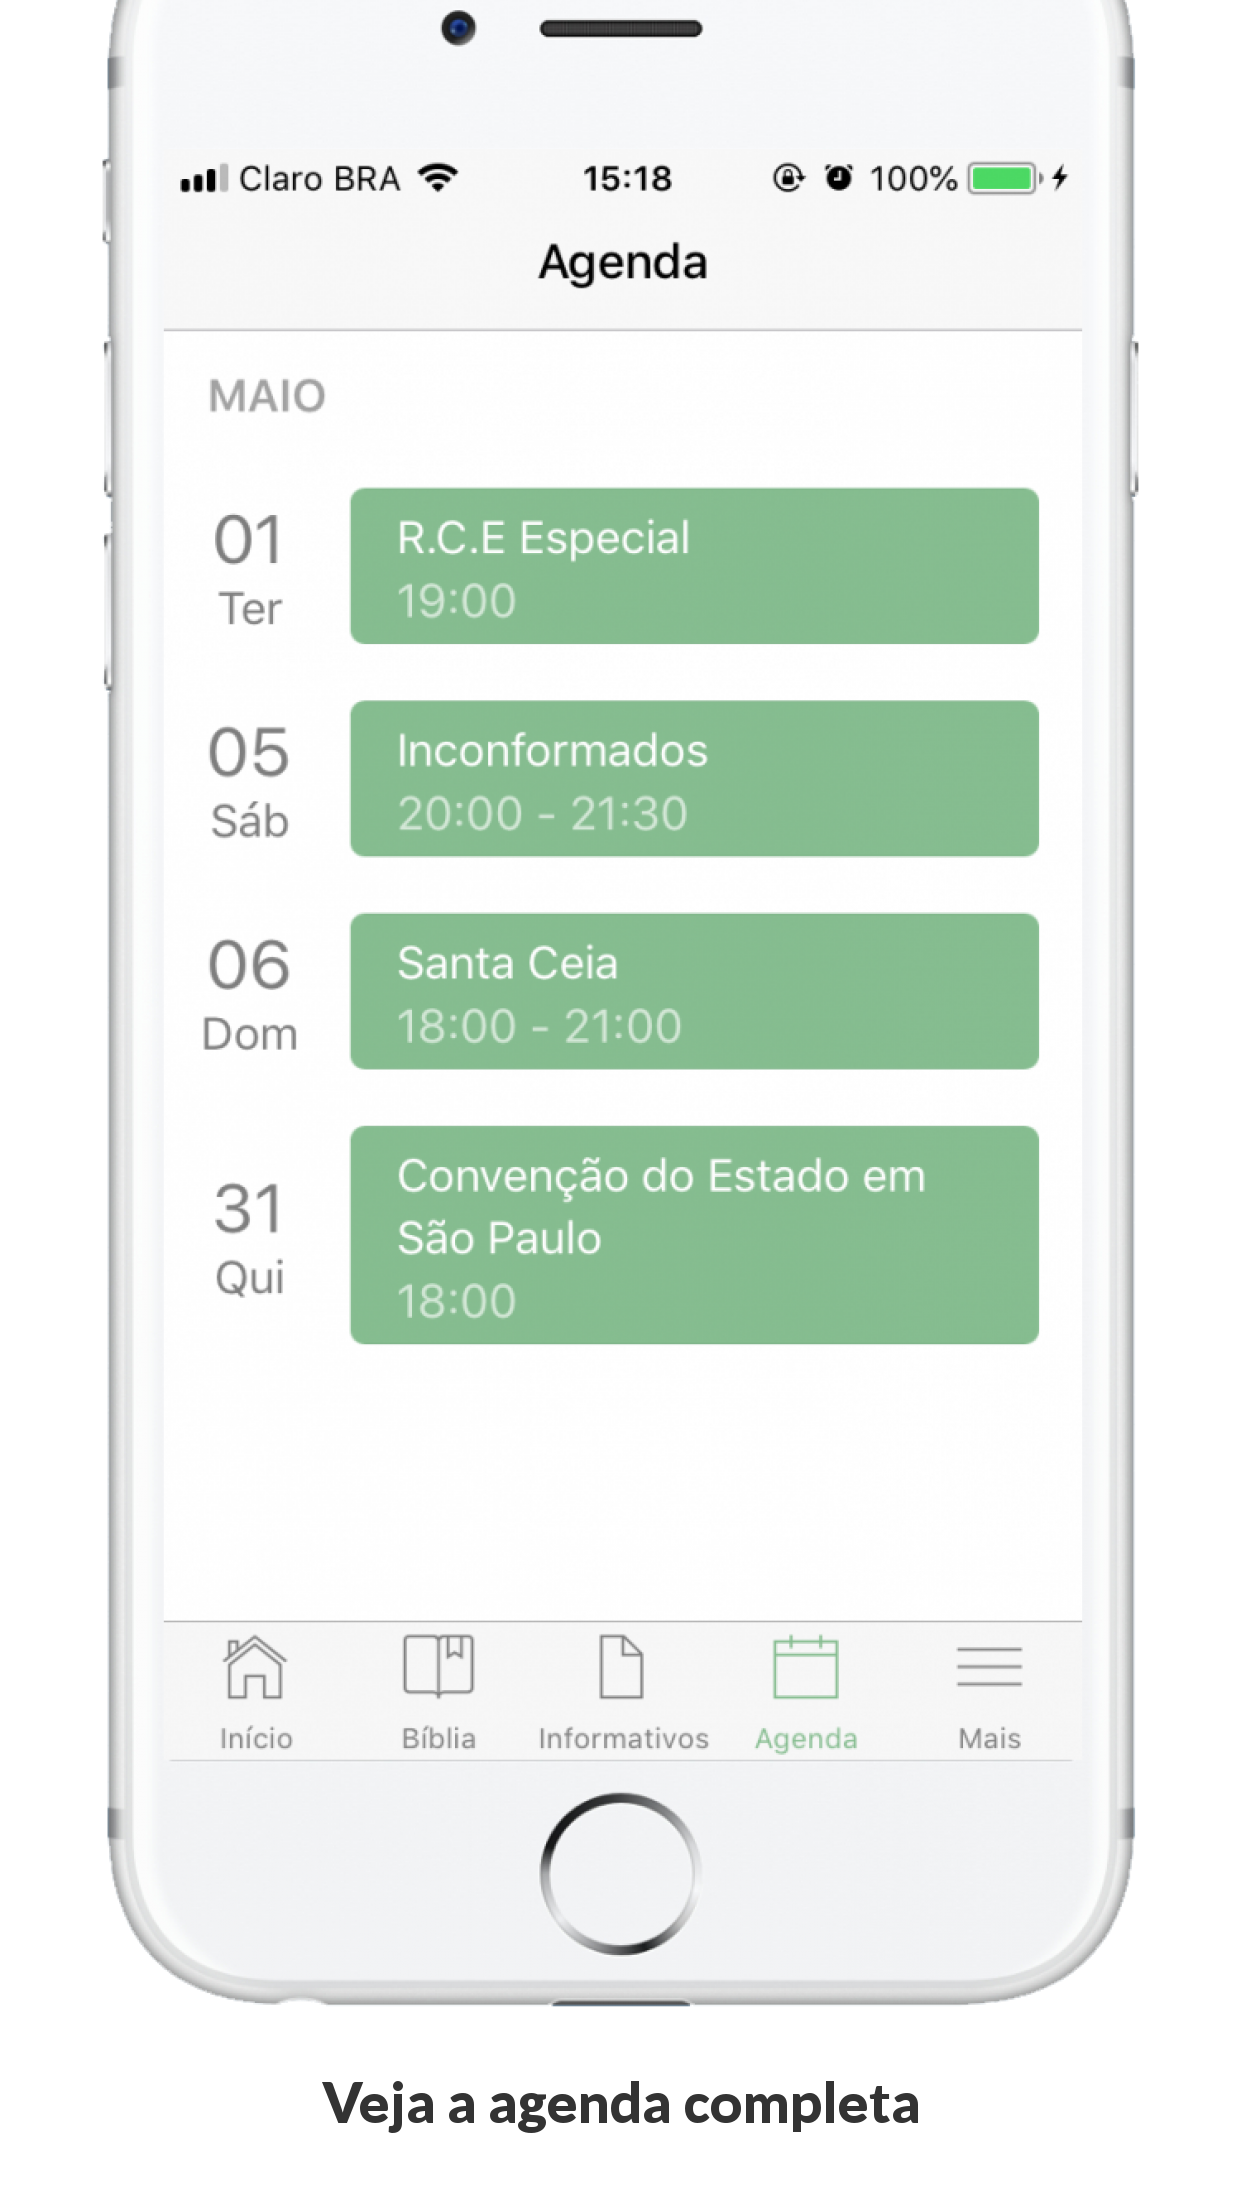 Claro BRA 15:18 100%
Agenda
MAIO
01
Ter
R.C.E Especial
19:00
05
Sáb
Inconformados
20:00 - 21:30
06
Dom
Santa Ceia
18:00 - 21:00
31
Qui
Convenção do Estado em
São Paulo
18:00
Início Bíblia Informativos Agenda Mais
Veja a agenda completa